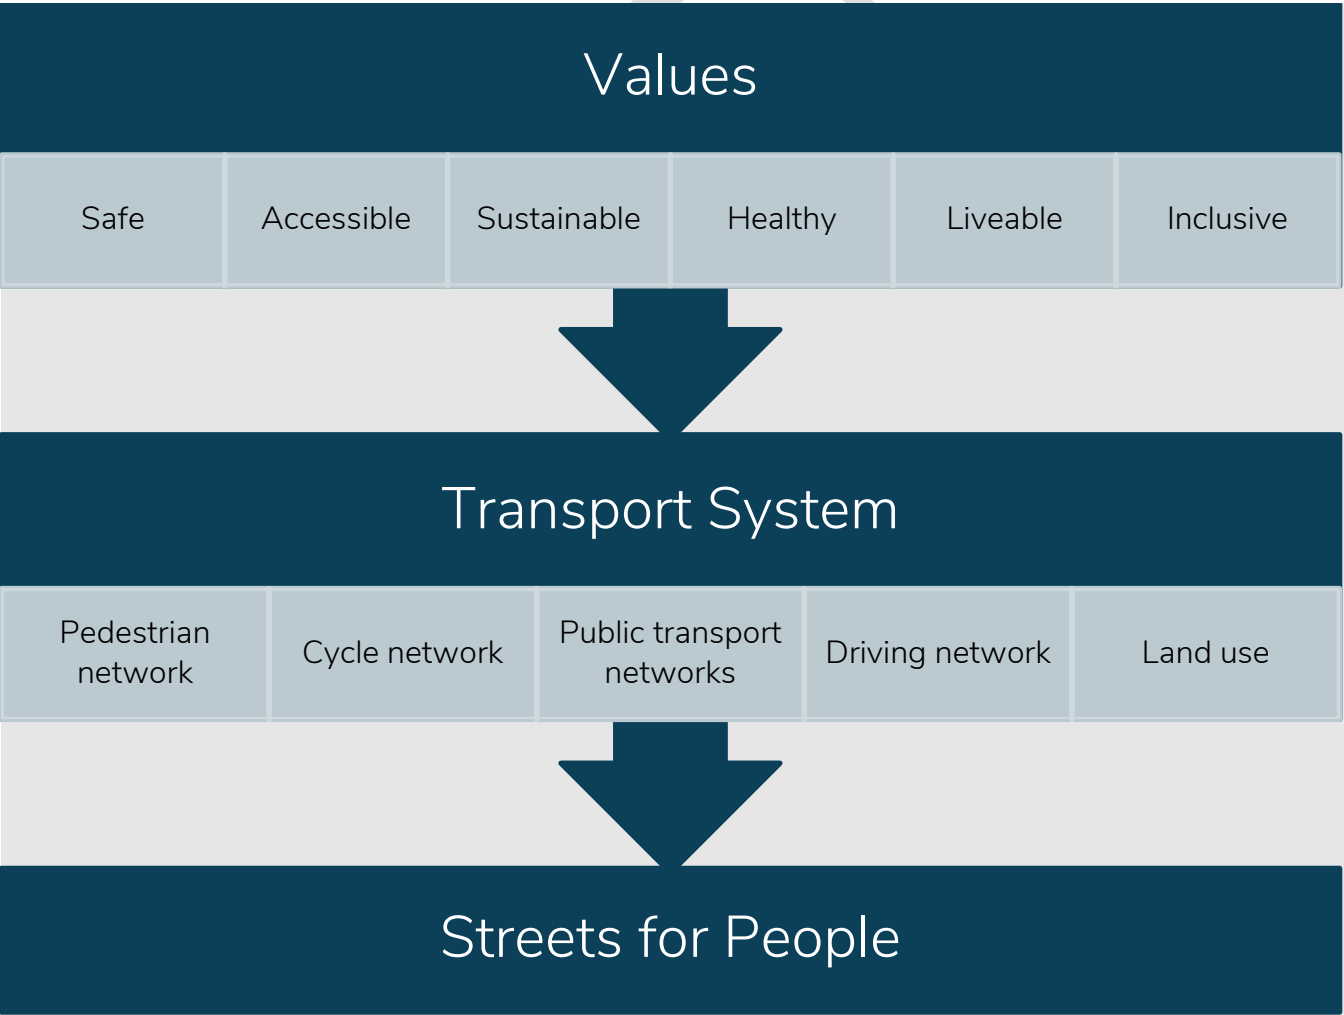 Values
Safe
Accessible
Sustainable
Healthy
Liveable
Inclusive
Transport System
Pedestrian
network
Cycle network
Public transport
networks
Driving network
Land use
Streets for People